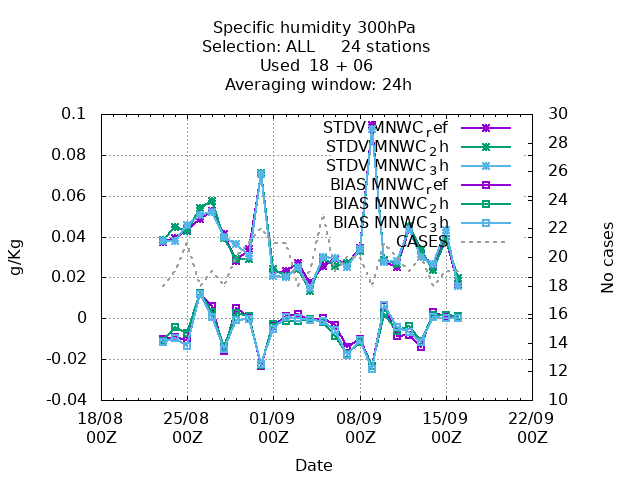 Specific humidity 300hPa
Selection: ALL     24 stations
Used  18 + 06
Averaging window: 24h
0.1
0.08
0.06
0.04
0.02
0
-0.02
-0.04
g/Kg
30
28
26
24
22
20
18
16
14
12
10
No cases
STDV MNWC_ref
STDV MNWC_2h
STDV MNWC_3h
BIAS MNWC_ref
BIAS MNWC_2h
BIAS MNWC_3h
CASES
18/08 25/08 01/09 08/09 15/09 22/09
00Z 00Z 00Z 00Z 00Z 00Z
Date